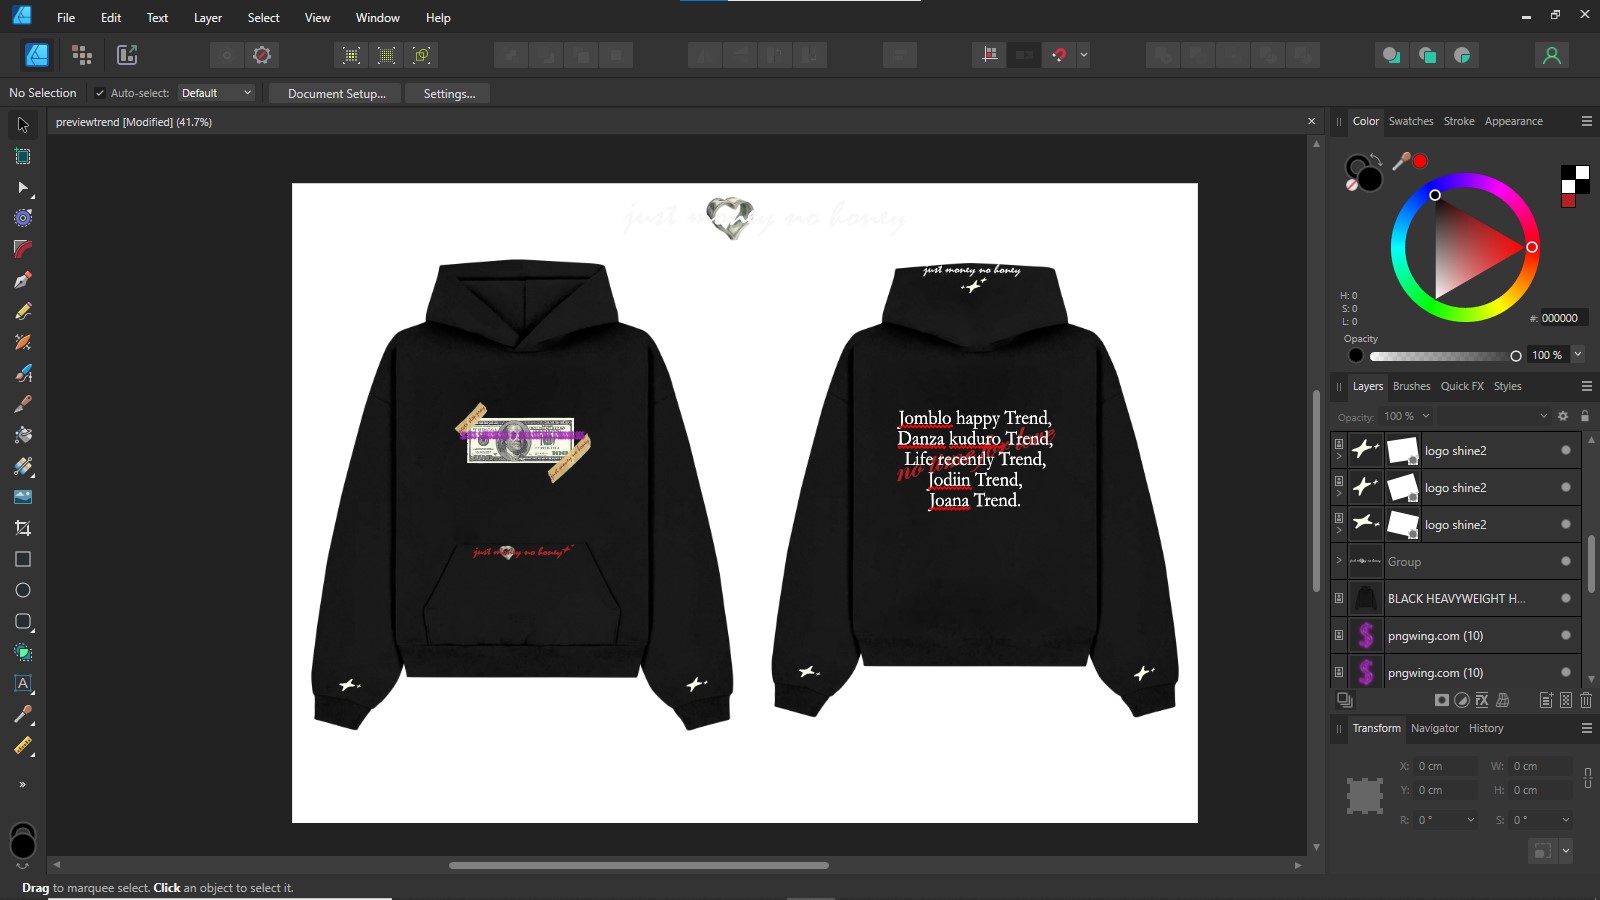 File Edit Text Layer Select View Window Help
No Selection Auto-select: Default Document Setup... Settings...
previewtrend [Modified] (41.7%)
just money no honey
just money no honey
Jomblo happy Trend,
Danza kuduro Trend,
Life recently Trend,
Jodiin Trend,
Joana Trend.
just money no honey
Color Swatches Stroke Appearance
H: 0
S: 0
L: 0
#: 000000
Opacity
100 %
Layers Brushes Quick FX Styles
Opacity: 100 %
logo shine2
logo shine2
logo shine2
Group
BLACK HEAVYWEIGHT H...
pngwing.com (10)
pngwing.com (10)
Transform Navigator History
X: 0 cm W: 0 cm
Y: 0 cm H: 0 cm
R: 0 ° S: 0 °
Drag to marquee select. Click an object to select it.